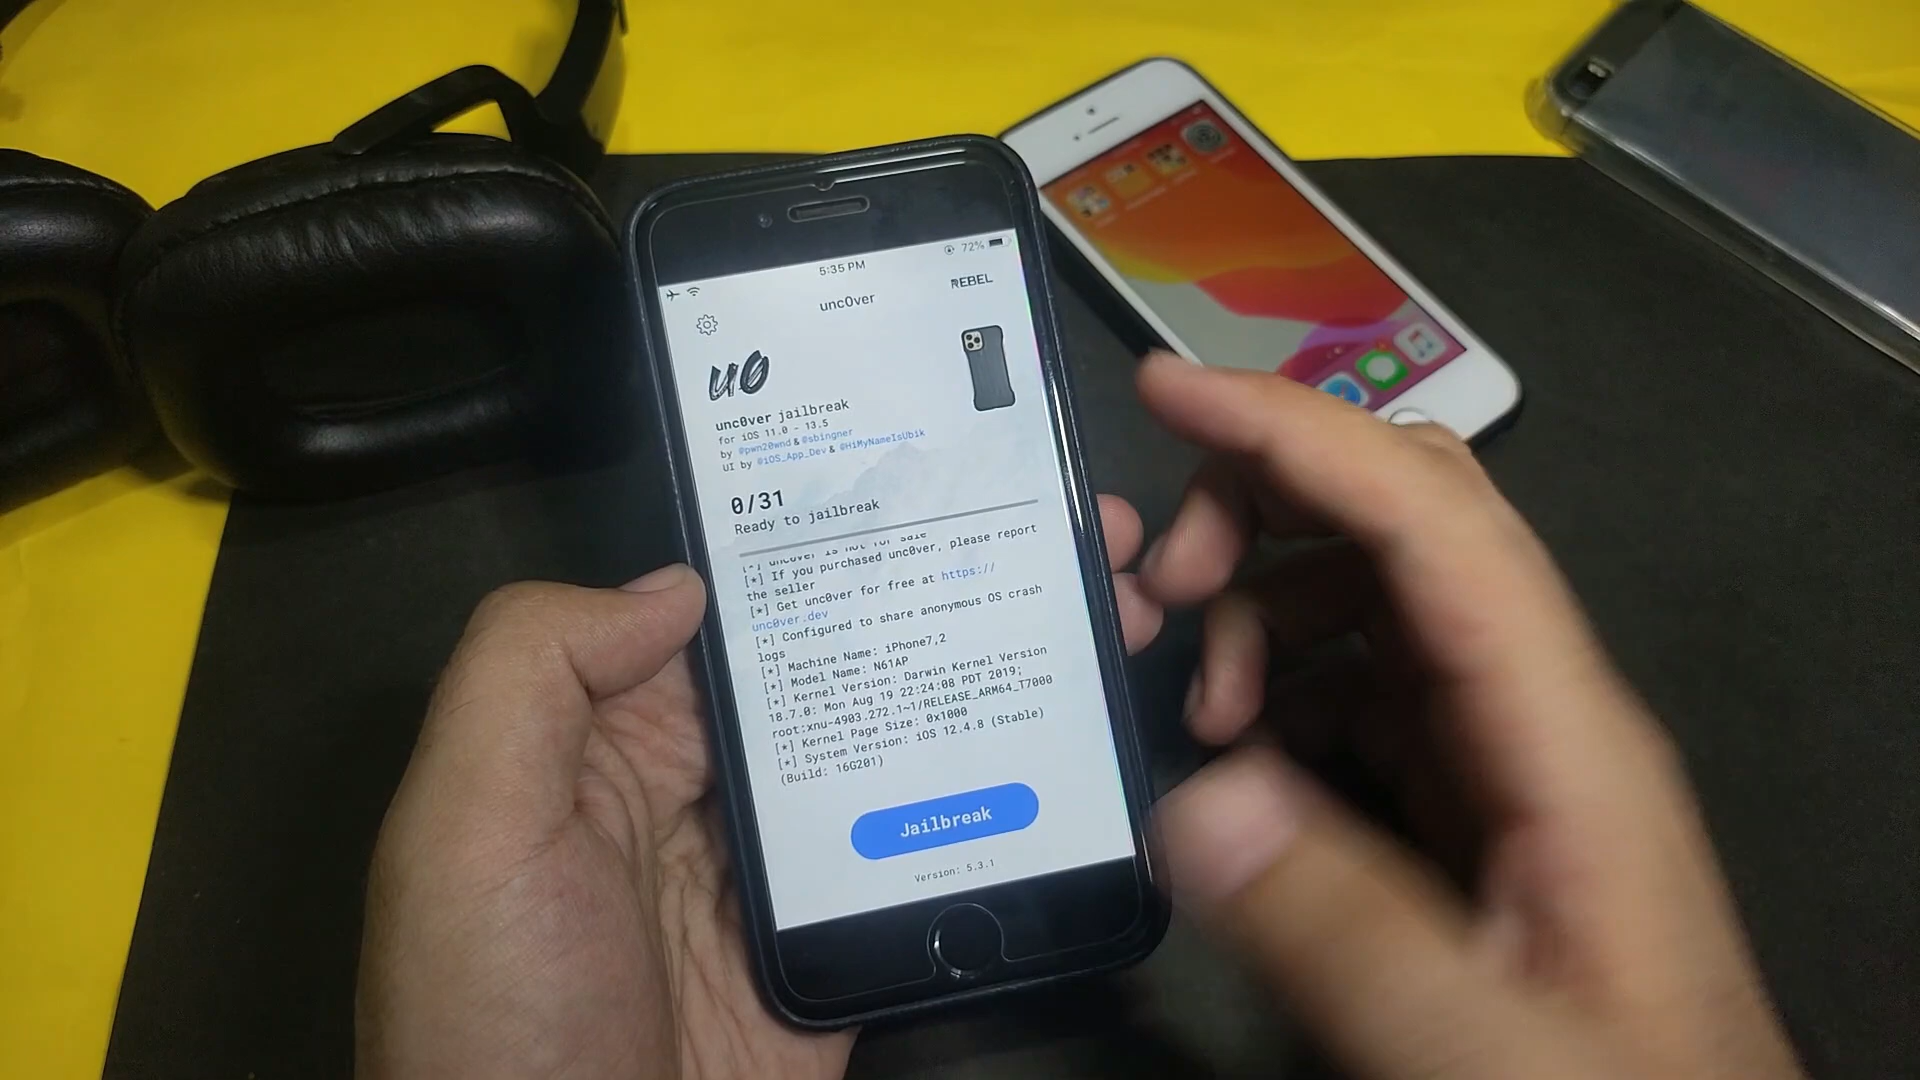 5:35 PM
72%
unc0ver
REBEL
u0
unc0ver jailbreak
for iOS 11.0 - 13.5
by @pwn20wnd & @sbingner
UI by @iOS_App_Dev & @HiMyNameIsUbik
0/31
Ready to jailbreak
[*] unc0ver is not for sale
[*] If you purchased unc0ver, please report
the seller
[*] Get unc0ver for free at https://
unc0ver.dev
[*] Configured to share anonymous OS crash
logs
[*] Machine Name: iPhone7,2
[*] Model Name: N61AP
[*] Kernel Version: Darwin Kernel Version
18.7.0: Mon Aug 19 22:24:08 PDT 2019;
root:xnu-4903.272.1~1/RELEASE_ARM64_T7000
[*] Kernel Page Size: 0x1000
[*] System Version: iOS 12.4.8 (Stable)
(Build: 16G201)
Jailbreak
Version: 5.3.1